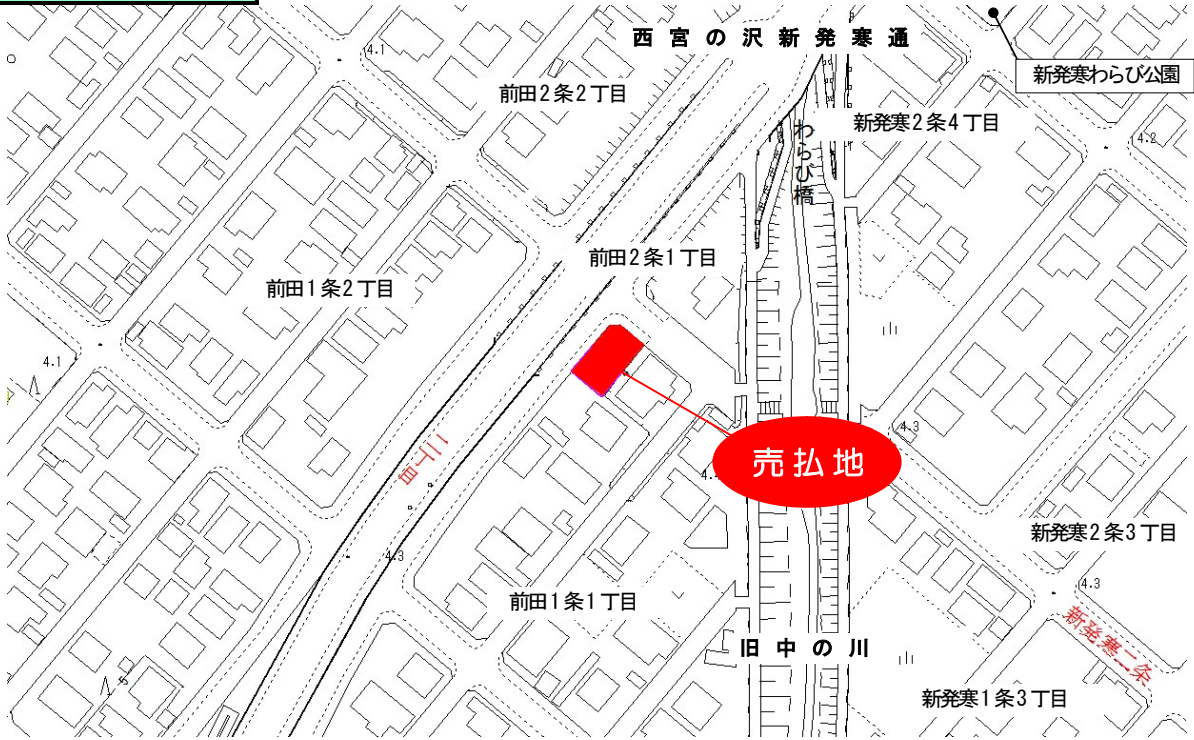 西宮の沢新発寒通
4.1
新発寒わらび公園
前田2条2丁目
新発寒2条4丁目
4.2
わらび橋
前田2条1丁目
前田1条2丁目
4.1
売払地
4.3
二丁目
4.3
新発寒2条3丁目
4.3
前田1条1丁目
新発寒二条
旧中の川
新発寒1条3丁目